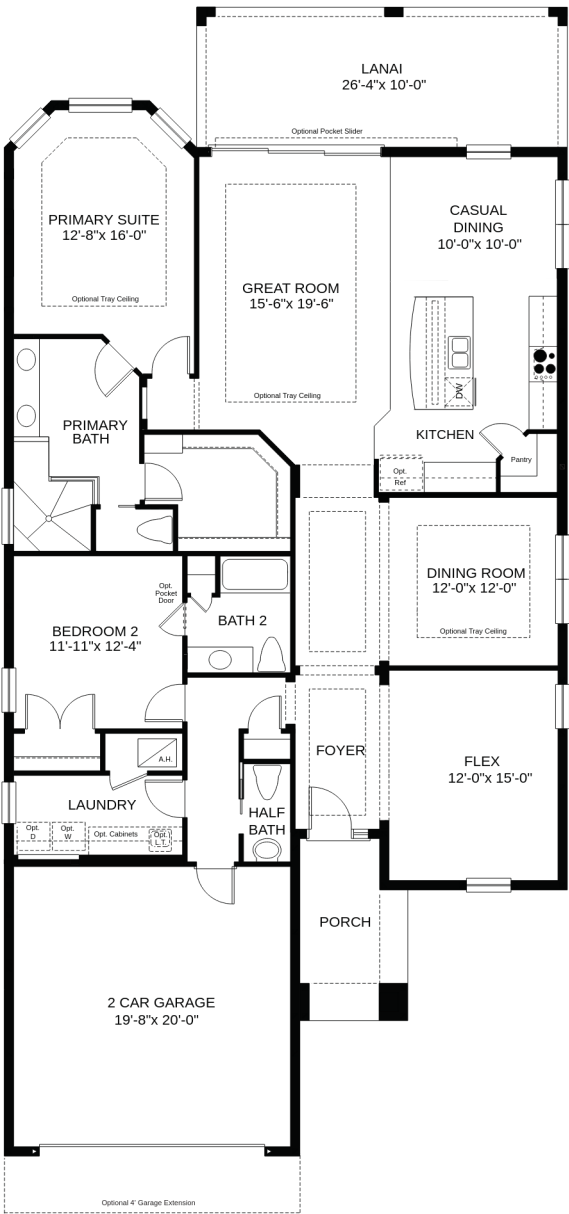 LANAI
26'-4"x 10'-0"
Optional Pocket Slider
PRIMARY SUITE
12'-8"x 16'-0"
Optional Tray Ceiling
GREAT ROOM
15'-6"x 19'-6"
Optional Tray Ceiling
CASUAL
DINING
10'-0"x 10'-0"
DW
KITCHEN
Pantry
Opt.
Ref
PRIMARY
BATH
DINING ROOM
12'-0"x 12'-0"
Optional Tray Ceiling
Opt.
Pocket
Door
BEDROOM 2
11'-11"x 12'-4"
BATH 2
A.H.
FOYER
FLEX
12'-0"x 15'-0"
LAUNDRY
Opt.
D
Opt.
W
Opt. Cabinets
Opt.
L.T.
HALF
BATH
PORCH
2 CAR GARAGE
19'-8"x 20'-0"
Optional 4' Garage Extension